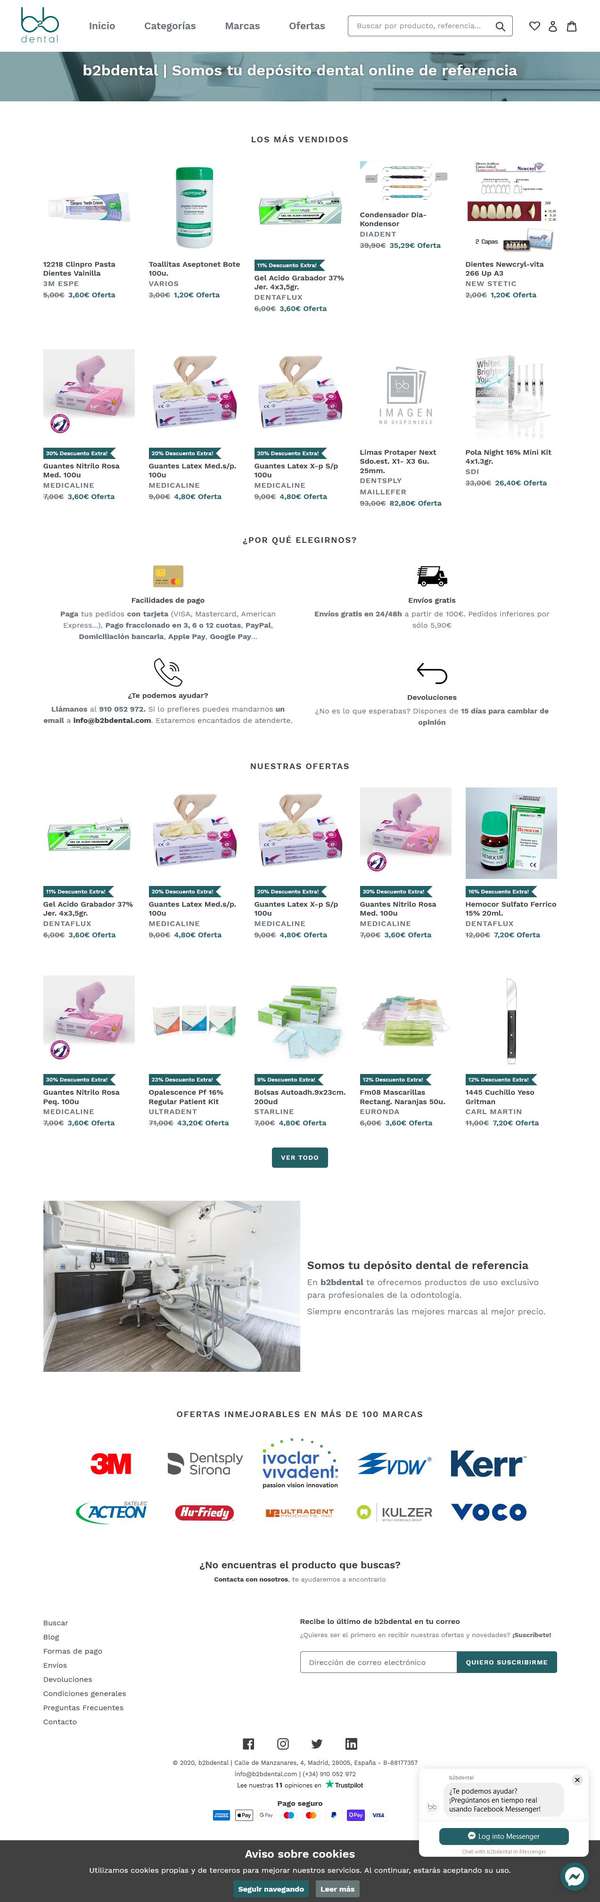 b2b
dental
Inicio
Categorías
Marcas
Ofertas
Buscar por producto, referencia...
b2bdental | Somos tu depósito dental online de referencia
LOS MÁS VENDIDOS
12218 Clinpro Pasta
Dientes Vainilla
3M ESPE
5,00€ 3,60€ Oferta
Toallitas Aseptonet Bote
100u.
VARIOS
3,00€ 1,20€ Oferta
11% Descuento Extra!
Gel Acido Grabador 37%
Jer. 4x3,5gr.
DENTAFLUX
6,00€ 3,60€ Oferta
Condensador Dia-
Kondensor
DIADENT
39,90€ 35,29€ Oferta
2 Capas
Dientes Newcryl-vita
266 Up A3
NEW STETIC
2,00€ 1,20€ Oferta
30% Descuento Extra!
Guantes Nitrilo Rosa
Med. 100u
MEDICALINE
7,00€ 3,60€ Oferta
20% Descuento Extra!
Guantes Latex Med.s/p.
100u
MEDICALINE
9,00€ 4,80€ Oferta
20% Descuento Extra!
Guantes Latex X-p S/p
100u
MEDICALINE
9,00€ 4,80€ Oferta
IMAGEN
NO DISPONIBLE
Limas Protaper Next
Sdo.est. X1- X3 6u.
25mm.
DENTSPLY
MAILLEFER
93,00€ 82,80€ Oferta
Pola Night 16% Mini Kit
4x1.3gr.
SDI
33,00€ 26,40€ Oferta
¿POR QUÉ ELEGIRNOS?
Facilidades de pago
Paga tus pedidos con tarjeta (VISA, Mastercard, American
Express...), Pago fraccionado en 3, 6 o 12 cuotas, PayPal,
Domiciliación bancaria, Apple Pay, Google Pay...
Envíos gratis
Envíos gratis en 24/48h a partir de 100€. Pedidos inferiores por
sólo 5,90€
¿Te podemos ayudar?
Llámanos al 910 052 972. Si lo prefieres puedes mandarnos un
email a info@b2bdental.com. Estaremos encantados de atenderte.
Devoluciones
¿No es lo que esperabas? Dispones de 15 días para cambiar de
opinión
NUESTRAS OFERTAS
11% Descuento Extra!
Gel Acido Grabador 37%
Jer. 4x3,5gr.
DENTAFLUX
6,00€ 3,60€ Oferta
20% Descuento Extra!
Guantes Latex Med.s/p.
100u
MEDICALINE
9,00€ 4,80€ Oferta
20% Descuento Extra!
Guantes Latex X-p S/p
100u
MEDICALINE
9,00€ 4,80€ Oferta
30% Descuento Extra!
Guantes Nitrilo Rosa
Med. 100u
MEDICALINE
7,00€ 3,60€ Oferta
16% Descuento Extra!
Hemocor Sulfato Ferrico
15% 20ml.
DENTAFLUX
12,00€ 7,20€ Oferta
30% Descuento Extra!
Guantes Nitrilo Rosa
Peq. 100u
MEDICALINE
7,00€ 3,60€ Oferta
23% Descuento Extra!
Opalescence Pf 16%
Regular Patient Kit
ULTRADENT
71,00€ 43,20€ Oferta
9% Descuento Extra!
Bolsas Autoadh.9x23cm.
200ud
STARLINE
7,00€ 4,80€ Oferta
12% Descuento Extra!
Fm08 Mascarillas
Rectang. Naranjas 50u.
EURONDA
6,00€ 3,60€ Oferta
12% Descuento Extra!
1445 Cuchillo Yeso
Gritman
CARL MARTIN
11,00€ 7,20€ Oferta
VER TODO
Somos tu depósito dental de referencia
En b2bdental te ofrecemos productos de uso exclusivo
para profesionales de la odontología.
Siempre encontrarás las mejores marcas al mejor precio.
OFERTAS INMEJORABLES EN MÁS DE 100 MARCAS
3M
Dentsply
Sirona
ivoclar
vivadent
passion vision innovation
VDW
Kerr
SATELEC
ACTEON
Hu-Friedy
ULTRADENT
PRODUCTS, INC.
KULZER
MITSUI CHEMICALS GROUP
VOCO
¿No encuentras el producto que buscas?
Contacta con nosotros, te ayudaremos a encontrarlo
Buscar
Blog
Formas de pago
Envíos
Devoluciones
Condiciones generales
Preguntas Frecuentes
Contacto
Recibe lo último de b2bdental en tu correo
¿Quieres ser el primero en recibir nuestras ofertas y novedades? ¡Suscríbete!
Dirección de correo electrónico
QUIERO SUSCRIBIRME
© 2020, b2bdental | Calle de Manzanares, 4, Madrid, 28005, España - B-88177357
info@b2bdental.com | (+34) 910 052 972
Lee nuestras 11 opiniones en Trustpilot
Pago seguro
Pay
G Pay
OPay
VISA
b2bdental
¿Te podemos ayudar?
¡Pregúntanos en tiempo real
usando Facebook Messenger!
Log into Messenger
Chat with b2bdental in Messenger
Aviso sobre cookies
Utilizamos cookies propias y de terceros para mejorar nuestros servicios. Al continuar, estarás aceptando su uso.
Seguir navegando
Leer más